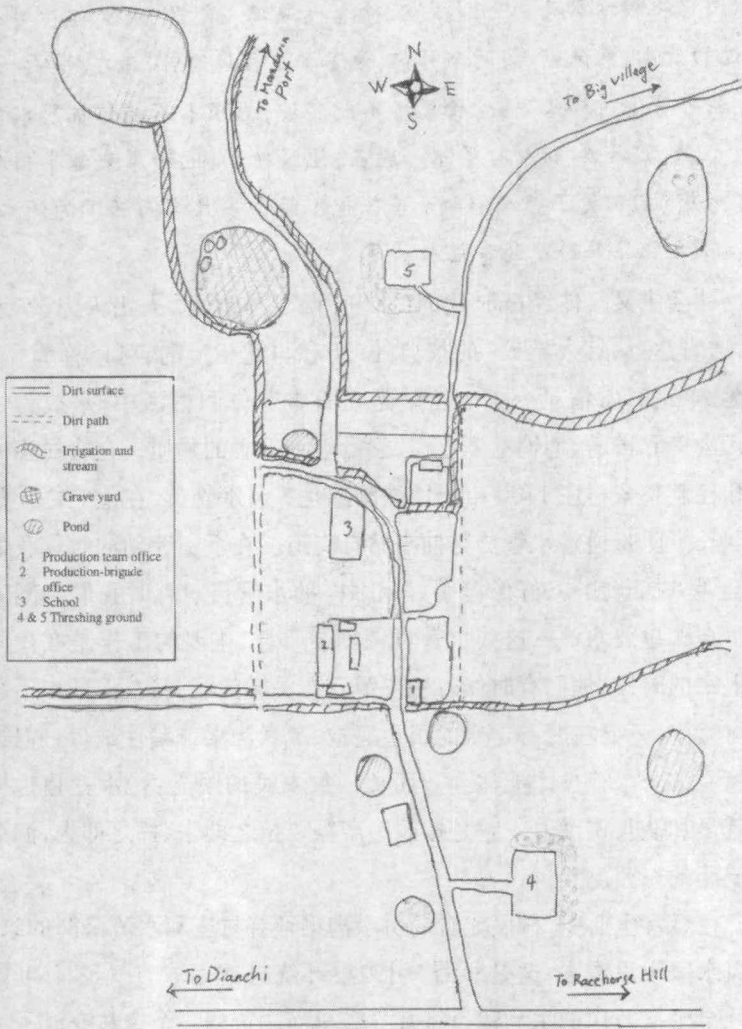 To Mandarin
Port
N
W
E
S
To Big village
5
Dirt surface
Dirt path
Irrigation and
stream
Grave yard
Pond
1 Production team office
2 Production-brigade
office
3 School
4 & 5 Threshing ground
3
2
1
4
To Dianchi
To Racehorse Hill